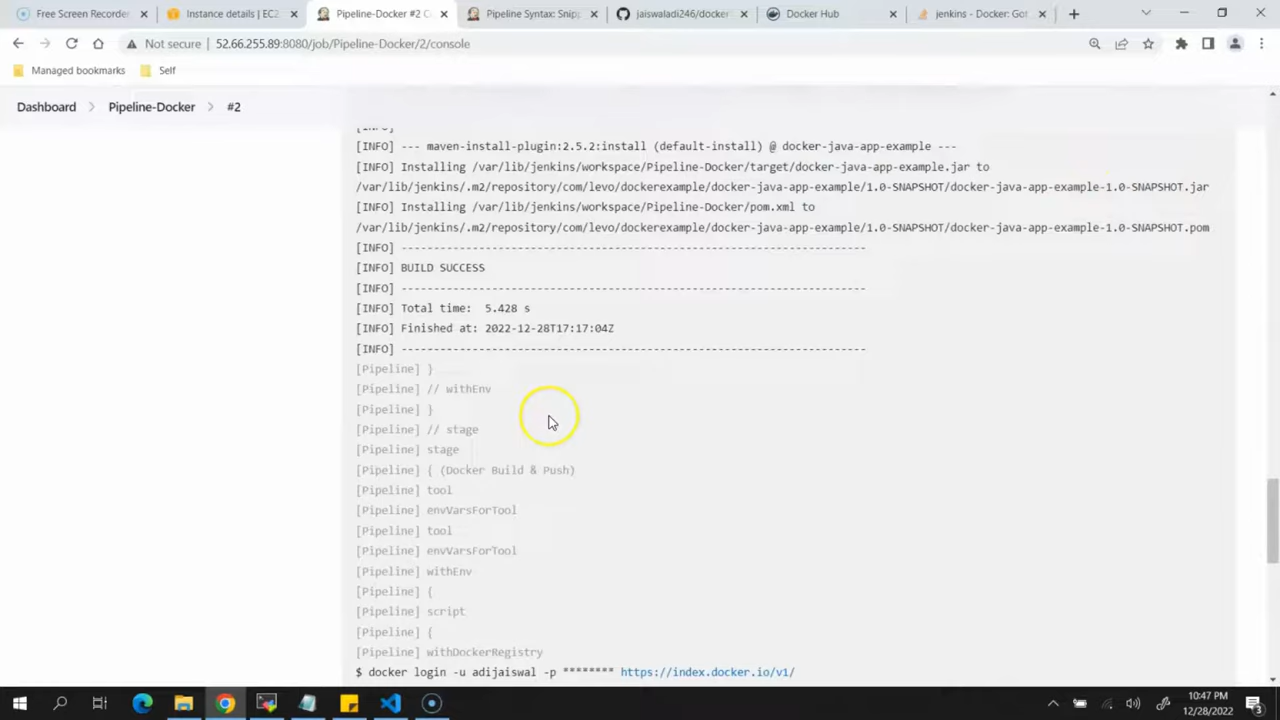 Free Screen Recorder
Instance details | EC2
Pipeline-Docker #2 C
Pipeline Syntax: Snipp
jaiswaladi246/docker
Docker Hub
jenkins - Docker: Got
Not secure | 52.66.255.89:8080/job/Pipeline-Docker/2/console
Managed bookmarks Self
Dashboard > Pipeline-Docker > #2
[INFO]
[INFO] --- maven-install-plugin:2.5.2:install (default-install) @ docker-java-app-example ---
[INFO] Installing /var/lib/jenkins/workspace/Pipeline-Docker/target/docker-java-app-example.jar to
/var/lib/jenkins/.m2/repository/com/levo/dockerexample/docker-java-app-example/1.0-SNAPSHOT/docker-java-app-example-1.0-SNAPSHOT.jar
[INFO] Installing /var/lib/jenkins/workspace/Pipeline-Docker/pom.xml to
/var/lib/jenkins/.m2/repository/com/levo/dockerexample/docker-java-app-example/1.0-SNAPSHOT/docker-java-app-example-1.0-SNAPSHOT.pom
[INFO] ------------------------------------------------------------------------
[INFO] BUILD SUCCESS
[INFO] ------------------------------------------------------------------------
[INFO] Total time:  5.428 s
[INFO] Finished at: 2022-12-28T17:17:04Z
[INFO] ------------------------------------------------------------------------
[Pipeline] }
[Pipeline] // withEnv
[Pipeline] }
[Pipeline] // stage
[Pipeline] stage
[Pipeline] { (Docker Build & Push)
[Pipeline] tool
[Pipeline] envVarsForTool
[Pipeline] tool
[Pipeline] envVarsForTool
[Pipeline] withEnv
[Pipeline] {
[Pipeline] script
[Pipeline] {
[Pipeline] withDockerRegistry
$ docker login -u adijaiswal -p ******** https://index.docker.io/v1/
10:47 PM
12/28/2022
3